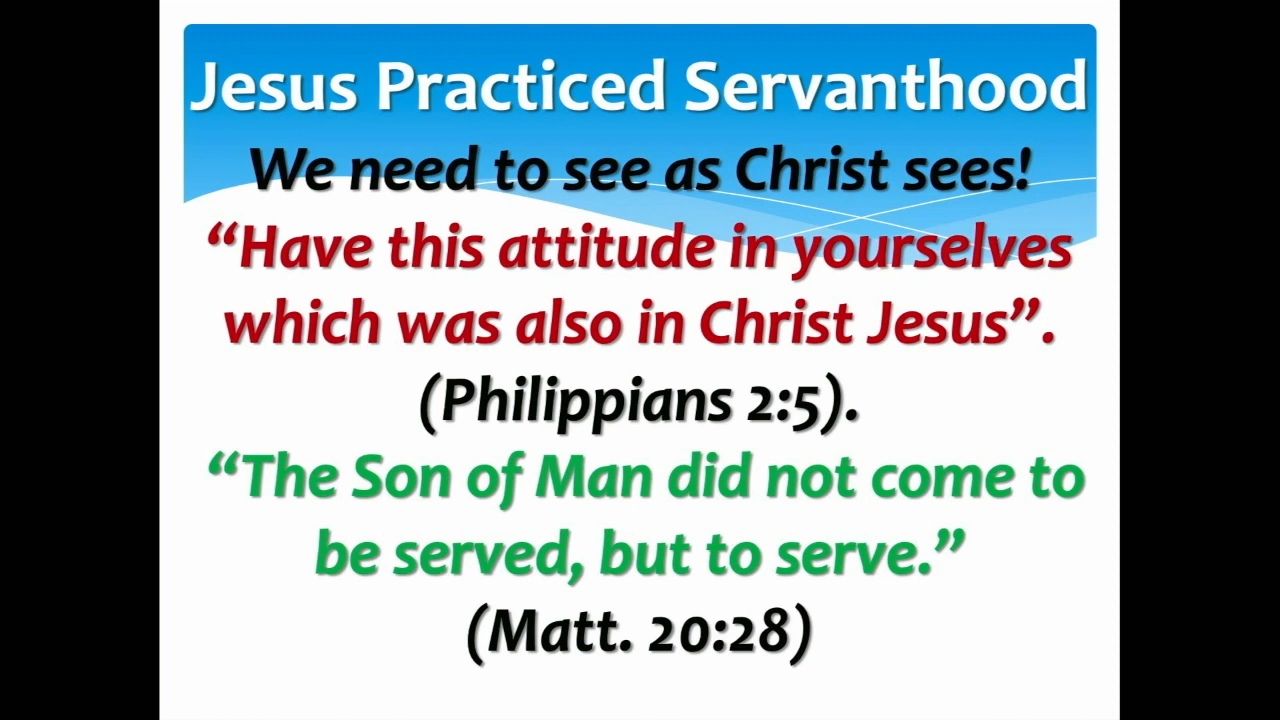 Jesus Practiced Servanthood
We need to see as Christ sees!
“Have this attitude in yourselves
which was also in Christ Jesus”.
(Philippians 2:5).
“The Son of Man did not come to
be served, but to serve.”
(Matt. 20:28)